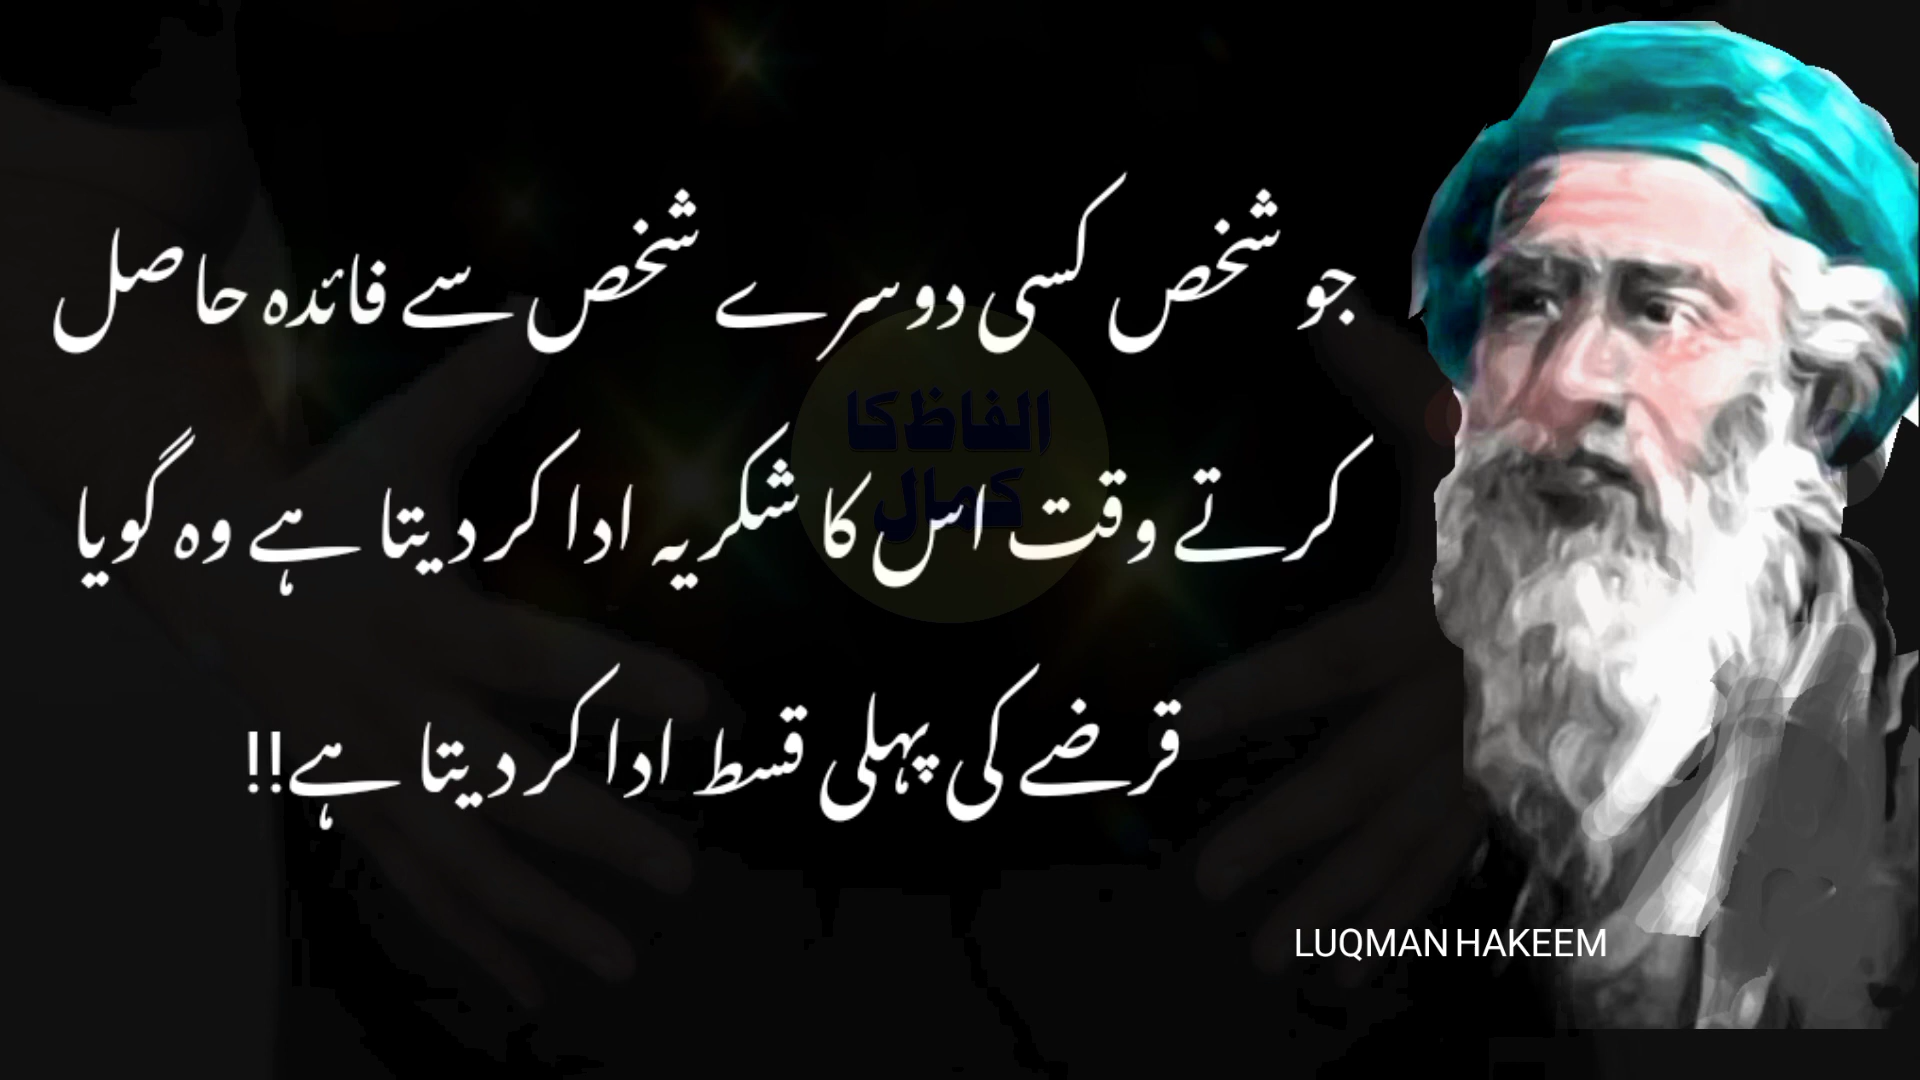 جو شخص کسی دوسرے شخص سے فائدہ حاصل
الفاظ کا
کمال
کرتے وقت اس کا شکریہ ادا کر دیتا ہے وہ گویا
قرضے کی پہلی قسط ادا کر دیتا ہے!!
LUQMAN HAKEEM